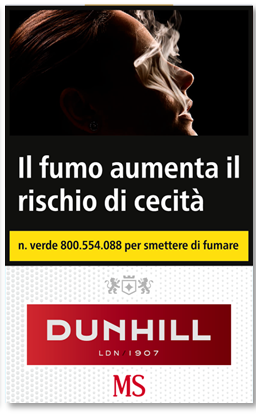 Il fumo aumenta il
rischio di cecità
n. verde 800.554.088 per smettere di fumare
DUNHILL
LDN 1907
MS